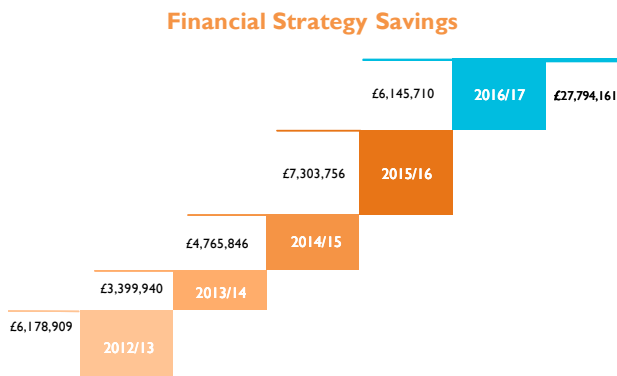 Financial Strategy Savings
£6,145,710 2016/17 £27,794,161
£7,303,756 2015/16
£4,765,846 2014/15
£3,399,940 2013/14
£6,178,909 2012/13